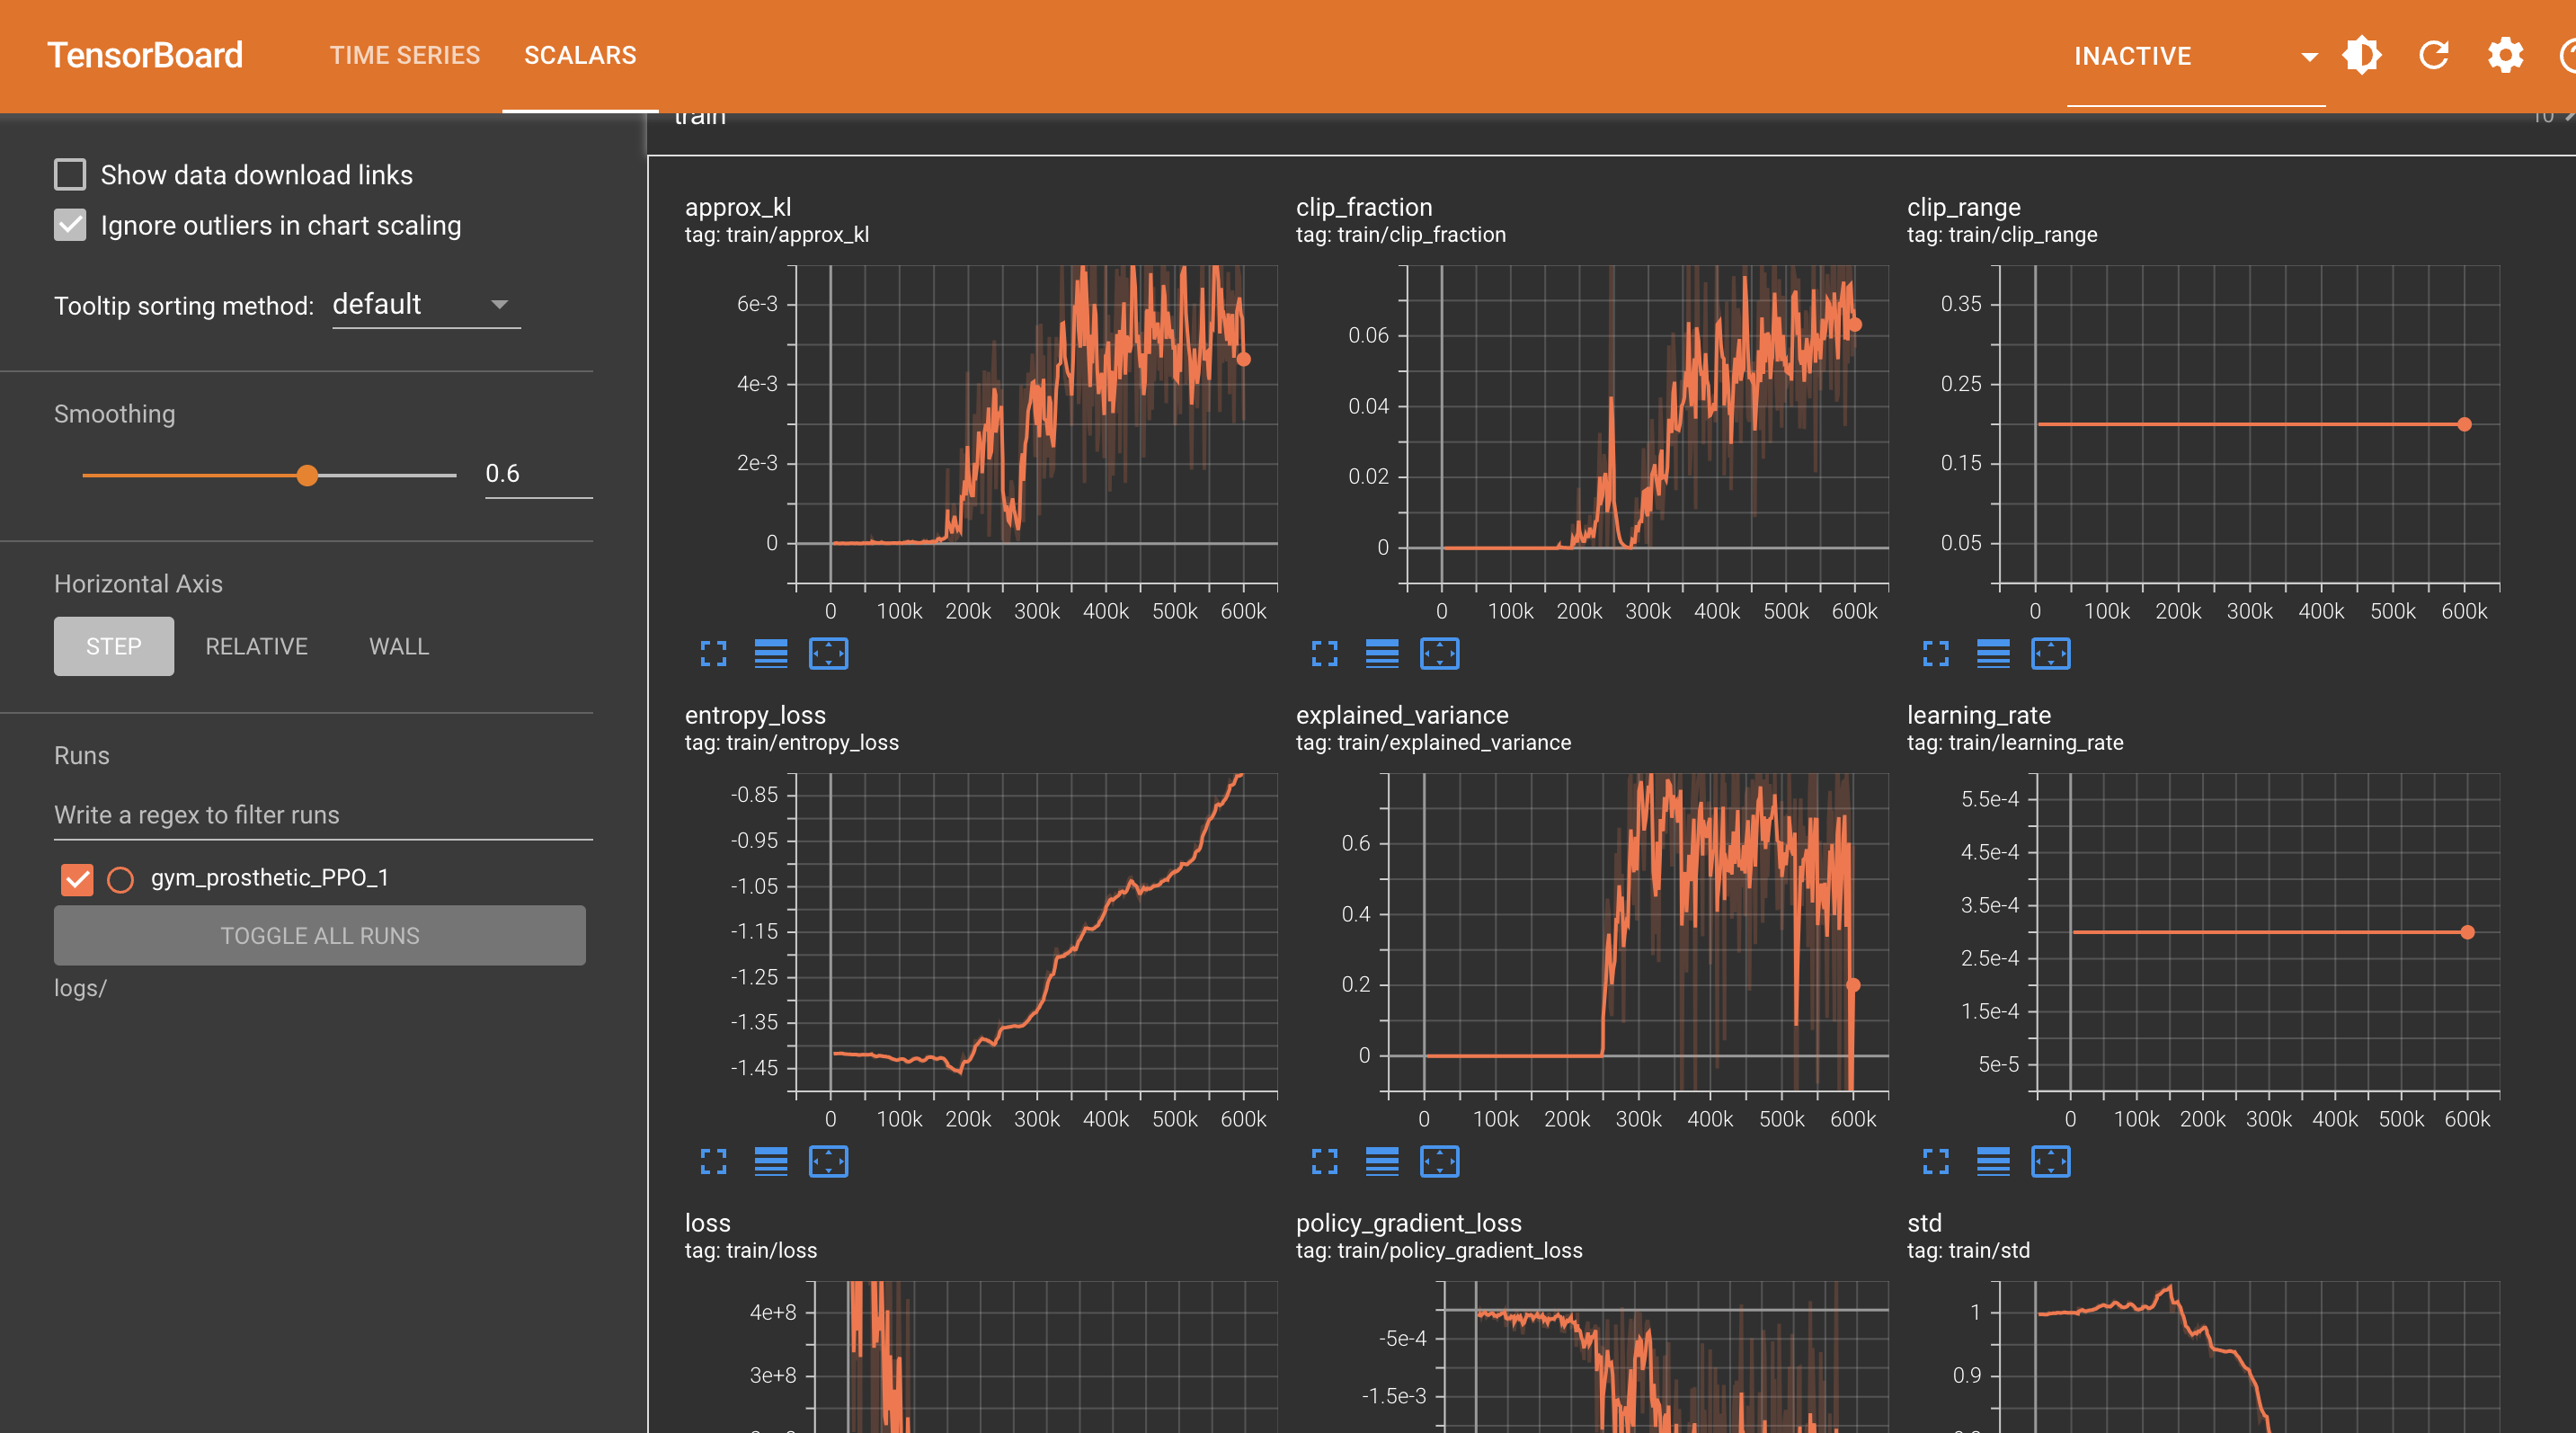 TensorBoard
TIME SERIES
SCALARS
INACTIVE
train
10
Show data download links
Ignore outliers in chart scaling
Tooltip sorting method: default
Smoothing
0.6
Horizontal Axis
STEP RELATIVE WALL
Runs
Write a regex to filter runs
gym_prosthetic_PPO_1
TOGGLE ALL RUNS
logs/
approx_kl
tag: train/approx_kl
6e-3
4e-3
2e-3
0
0 100k 200k 300k 400k 500k 600k
clip_fraction
tag: train/clip_fraction
0.06
0.04
0.02
0
0 100k 200k 300k 400k 500k 600k
clip_range
tag: train/clip_range
0.35
0.25
0.15
0.05
0 100k 200k 300k 400k 500k 600k
entropy_loss
tag: train/entropy_loss
-0.85
-0.95
-1.05
-1.15
-1.25
-1.35
-1.45
0 100k 200k 300k 400k 500k 600k
explained_variance
tag: train/explained_variance
0.6
0.4
0.2
0
0 100k 200k 300k 400k 500k 600k
learning_rate
tag: train/learning_rate
5.5e-4
4.5e-4
3.5e-4
2.5e-4
1.5e-4
5e-5
0 100k 200k 300k 400k 500k 600k
loss
tag: train/loss
4e+8
3e+8
policy_gradient_loss
tag: train/policy_gradient_loss
-5e-4
-1.5e-3
std
tag: train/std
1
0.9